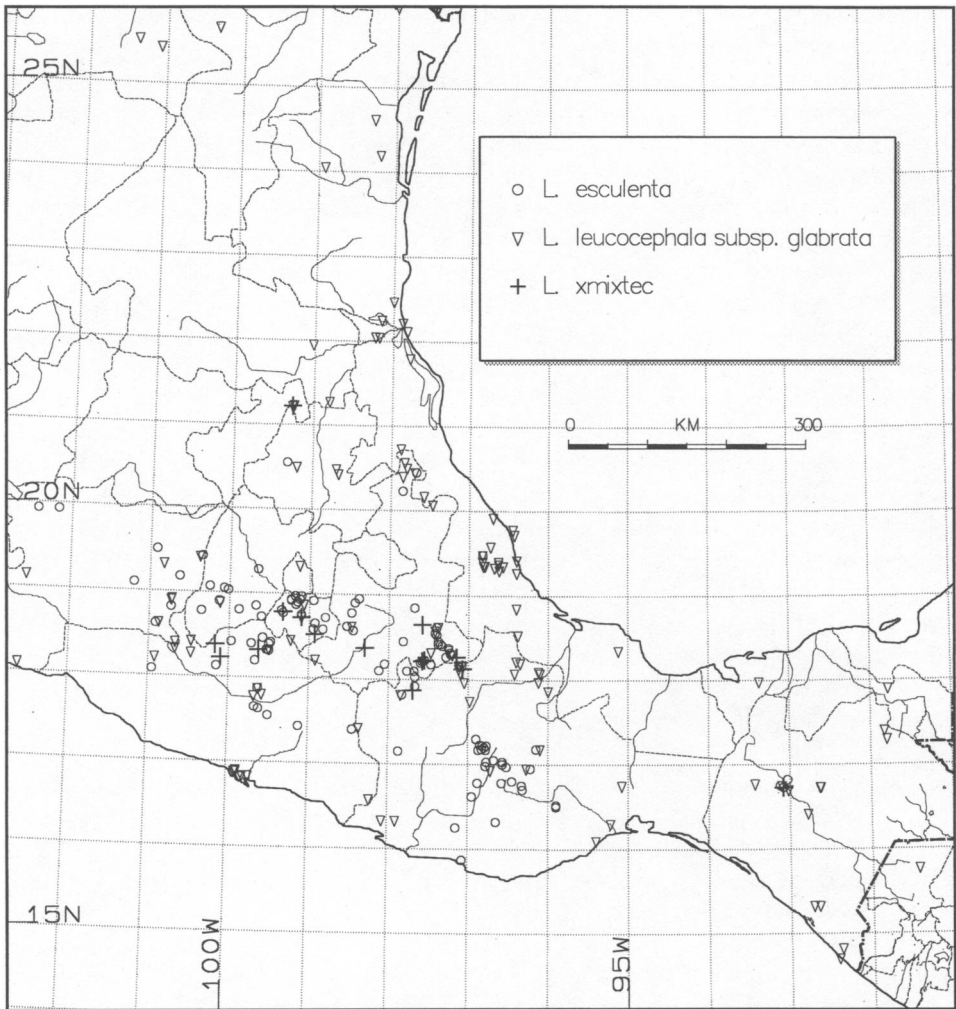 25N
L. esculenta
L. leucocephala subsp. glabrata
L. xmixtec
0 KM 300
20N
15N
100W
95W